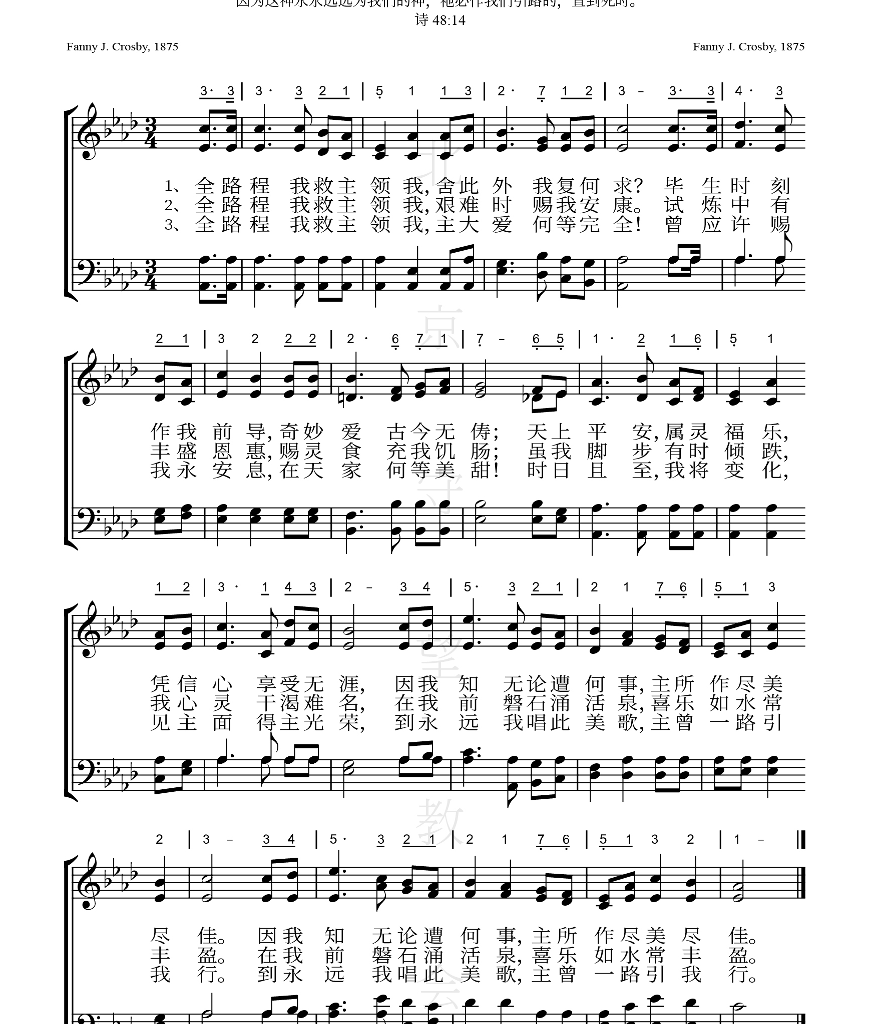 因为这神永永远远为我们的神，祂必作我们引路的，直到死时。
诗 48:14
Fanny J. Crosby, 1875 Fanny J. Crosby, 1875
3· 3 | 3· 3 2 1 | 5 1 1 3 | 2· 7 1 2 | 3 – 3· 3 | 4· 3
1、全路程 我救主 领 我，舍此 外 我复何 求？ 毕 生 时 刻
2、全路程 我救主 领 我，艰难 时 赐我安 康。试 炼 中 有
3、全路程 我救主 领 我，主大 爱 何等完 全！ 曾 应 许 赐
2 1 | 3 2 2 2 | 2· 6 7 1 | 7 – 6 5 | 1· 2 1 6 | 5 1
作我 前 导，奇妙 爱 古今无 俦； 天上 平 安，属灵 福 乐，
丰盛 恩 惠，赐灵 食 充我饥 肠；虽我 脚 步有时 倾 跌，
我永 安 息，在天 家 何等美 甜！时日 且 至，我将 变 化，
1 2 | 3· 1 4 3 | 2 – 3 4 | 5· 3 2 1 | 2 1 7 6 | 5 1 3
凭信 心 享受无 涯， 因我 知 无论遭 何 事，主所 作尽 美
我心 灵 干渴难 名， 在我 前 磐石涌 活 泉，喜乐 如水 常
见主 面 得主光 荣， 到永 远 我唱此 美 歌，主曾 一路 引
2 | 3 – 3 4 | 5· 3 2 1 | 2 1 7 6 | 5 1 3 2 | 1 –
尽 佳。 因我 知 无论遭 何 事，主所 作尽美 尽 佳。
丰 盈。 在我 前 磐石涌 活 泉，喜乐 如水常 丰 盈。
我 行。 到永 远 我唱此 美 歌，主曾 一路引 我 行。
北
京
守
望
教
会